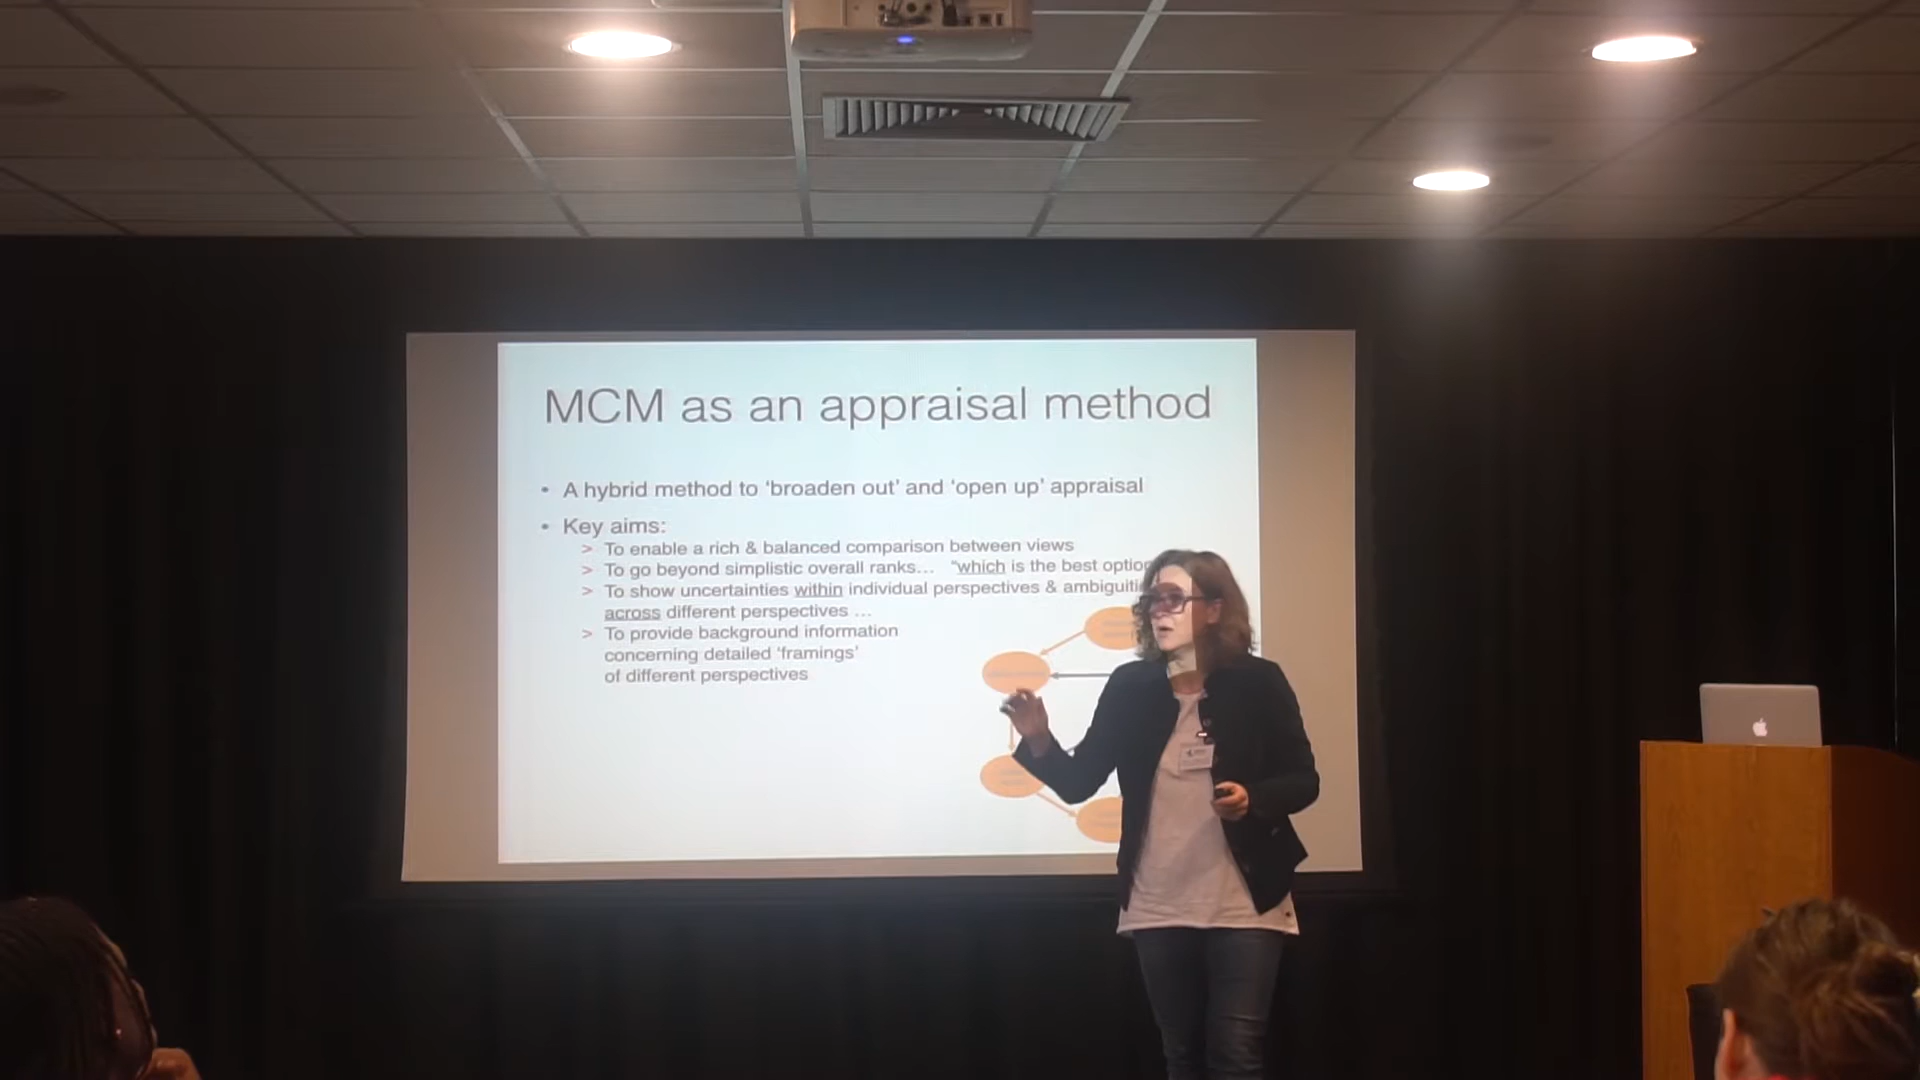 MCM as an appraisal method
• A hybrid method to ‘broaden out’ and ‘open up’ appraisal
• Key aims:
> To enable a rich & balanced comparison between views
> To go beyond simplistic overall ranks… “which is the best option
> To show uncertainties within individual perspectives & ambiguitie
across different perspectives …
> To provide background information
concerning detailed ‘framings’
of different perspectives